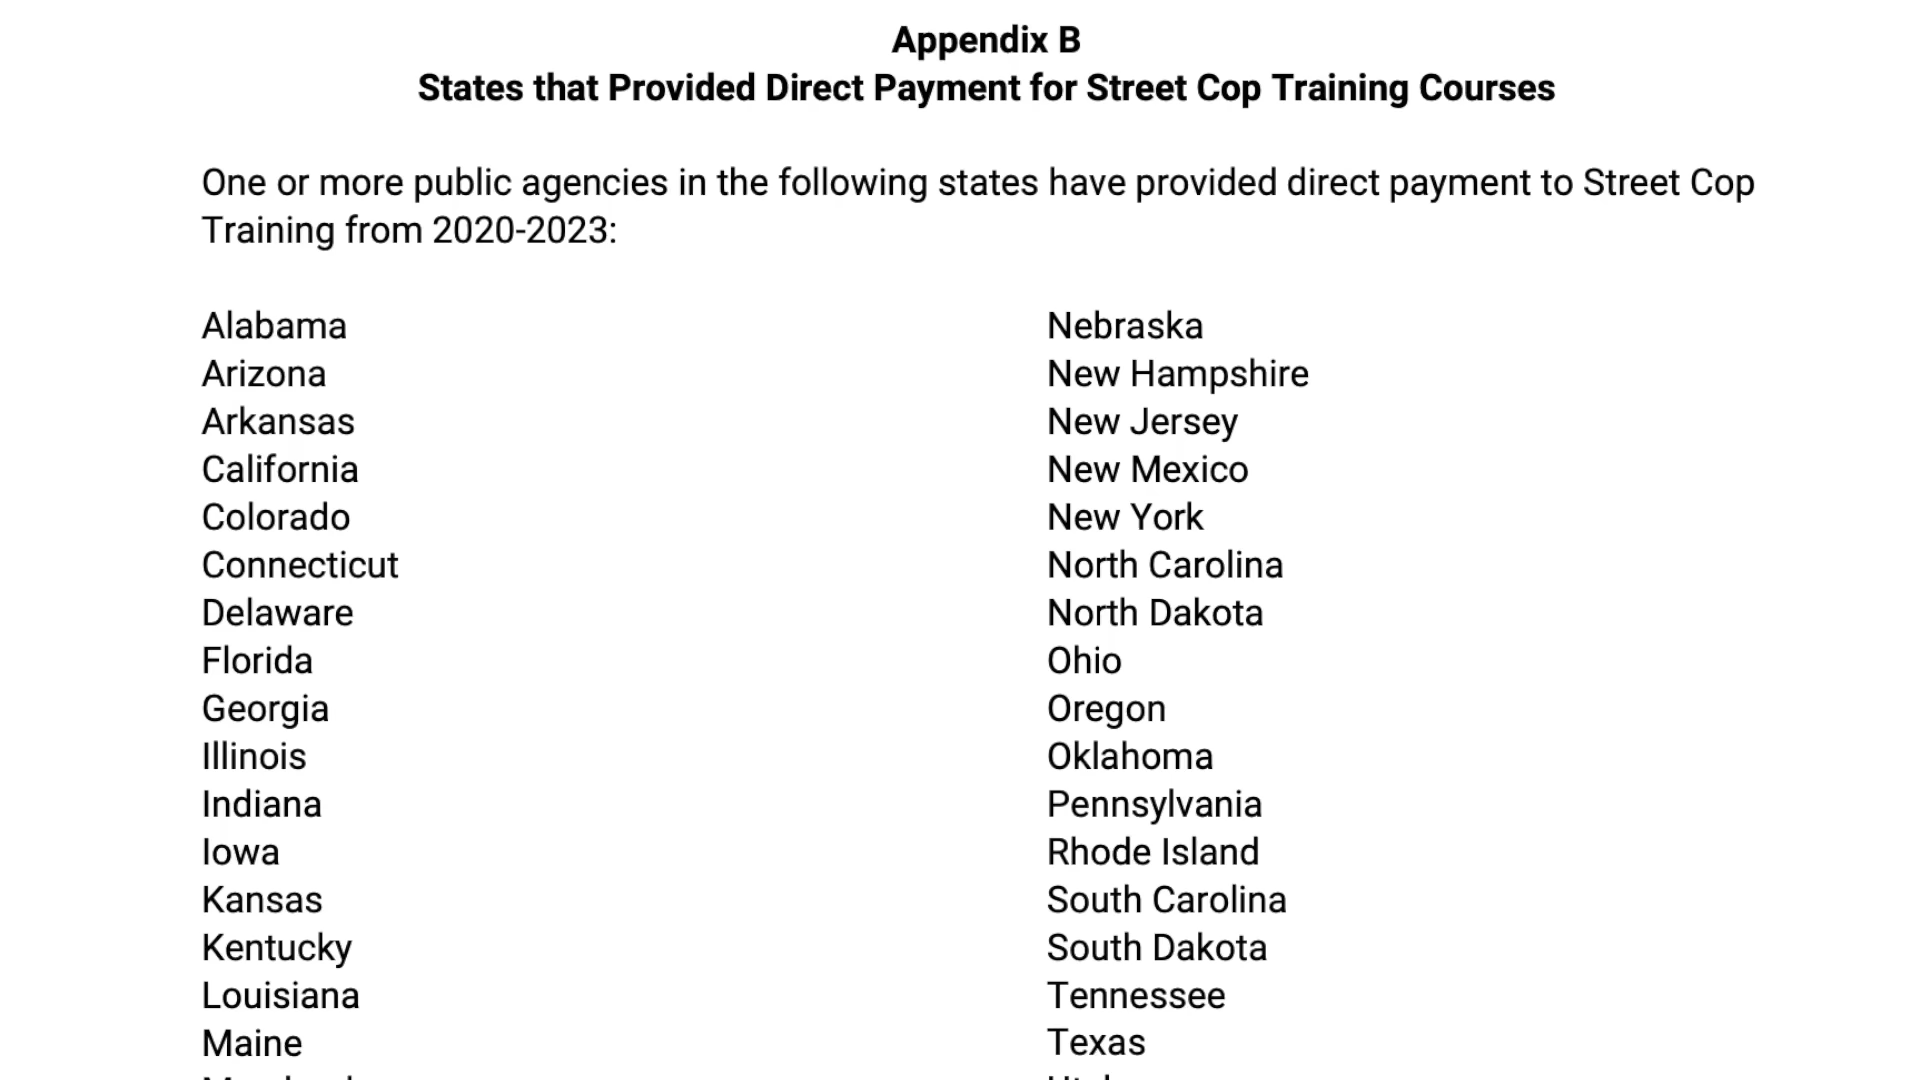 Appendix B
States that Provided Direct Payment for Street Cop Training Courses
One or more public agencies in the following states have provided direct payment to Street Cop
Training from 2020-2023:
Alabama
Arizona
Arkansas
California
Colorado
Connecticut
Delaware
Florida
Georgia
Illinois
Indiana
Iowa
Kansas
Kentucky
Louisiana
Maine
Nebraska
New Hampshire
New Jersey
New Mexico
New York
North Carolina
North Dakota
Ohio
Oregon
Oklahoma
Pennsylvania
Rhode Island
South Carolina
South Dakota
Tennessee
Texas